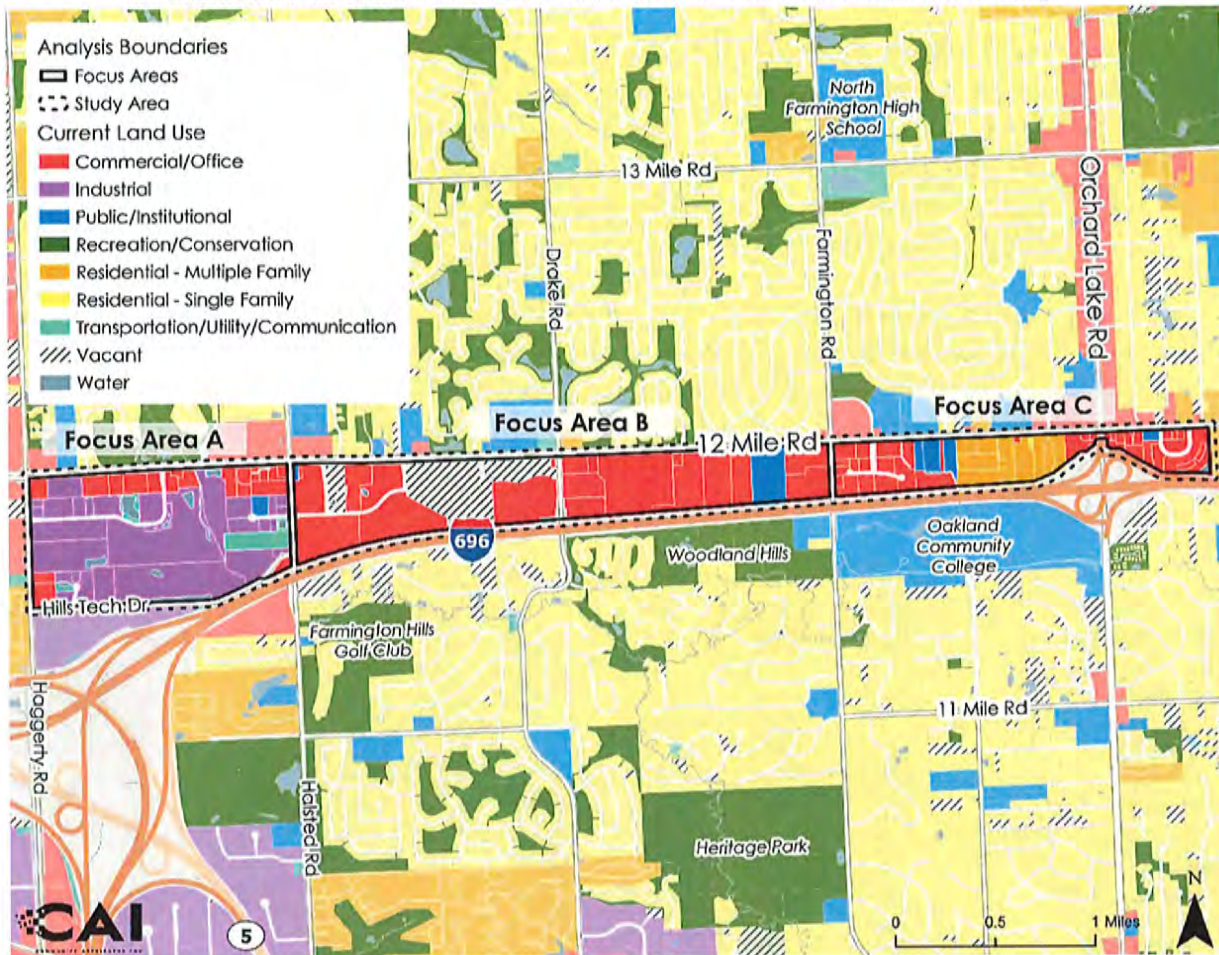 Analysis Boundaries
Focus Areas
Study Area
Current Land Use
Commercial/Office
Industrial
Public/Institutional
Recreation/Conservation
Residential - Multiple Family
Residential - Single Family
Transportation/Utility/Communication
Vacant
Water
North
Farmington High
School
13 Mile Rd
Orchard Lake Rd
Drake Rd
Farmington Rd
Focus Area A
Focus Area B
Focus Area C
12 Mile Rd
696
Woodland Hills
Oakland
Community
College
Hills Tech Dr
Farmington Hills
Golf Club
Haggerty Rd
Halsted Rd
11 Mile Rd
Heritage Park
N
0 0.5 1 Miles
CAI
5